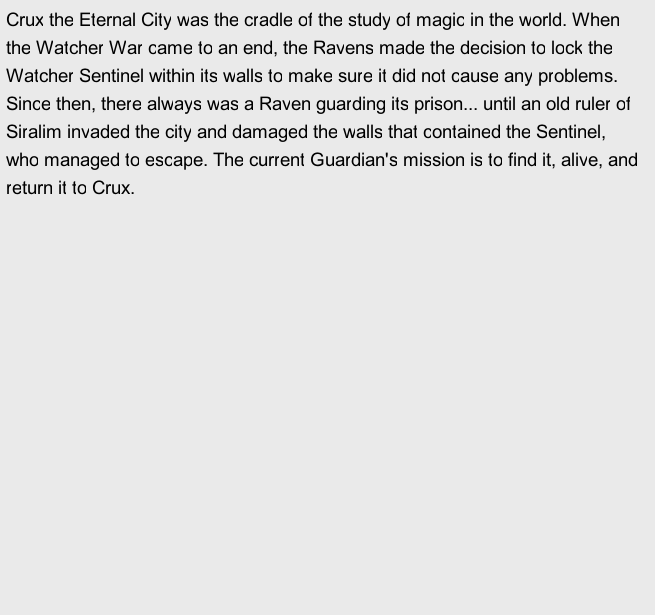 Crux the Eternal City was the cradle of the study of magic in the world. When
the Watcher War came to an end, the Ravens made the decision to lock the
Watcher Sentinel within its walls to make sure it did not cause any problems.
Since then, there always was a Raven guarding its prison... until an old ruler of
Siralim invaded the city and damaged the walls that contained the Sentinel,
who managed to escape. The current Guardian's mission is to find it, alive, and
return it to Crux.